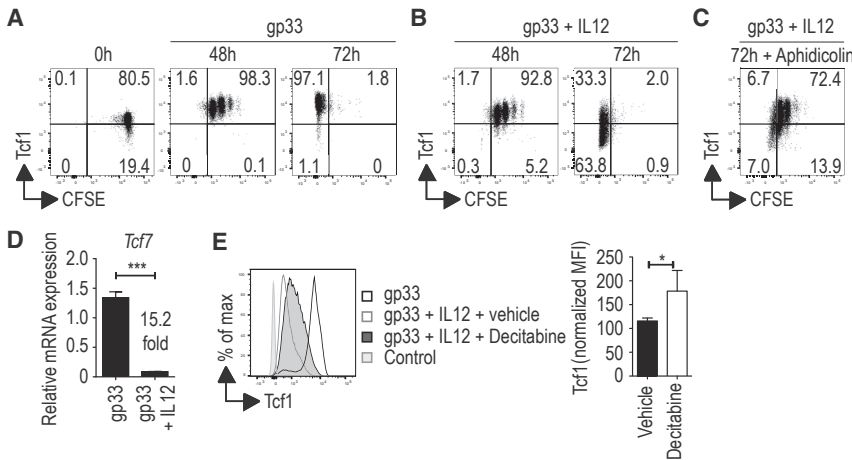 A
gp33
0h 48h 72h
0.1 80.5
0 19.4
1.6 98.3
0 0.1
97.1 1.8
1.1 0
Tcf1
CFSE
B
gp33 + IL12
48h 72h
1.7 92.8
0.3 5.2
33.3 2.0
63.8 0.9
Tcf1
CFSE
C
gp33 + IL12
72h + Aphidicolin
6.7 72.4
7.0 13.9
Tcf1
CFSE
D
Tcf7
Relative mRNA expression
2.0
1.5
1.0
0.5
0
***
15.2
fold
gp33
gp33
+ IL12
E
% of max
100
80
60
40
20
0
Tcf1
gp33
gp33 + IL12 + vehicle
gp33 + IL12 + Decitabine
Control
Tcf1 (normalized MFI)
250
200
150
100
50
0
*
Vehicle
Decitabine